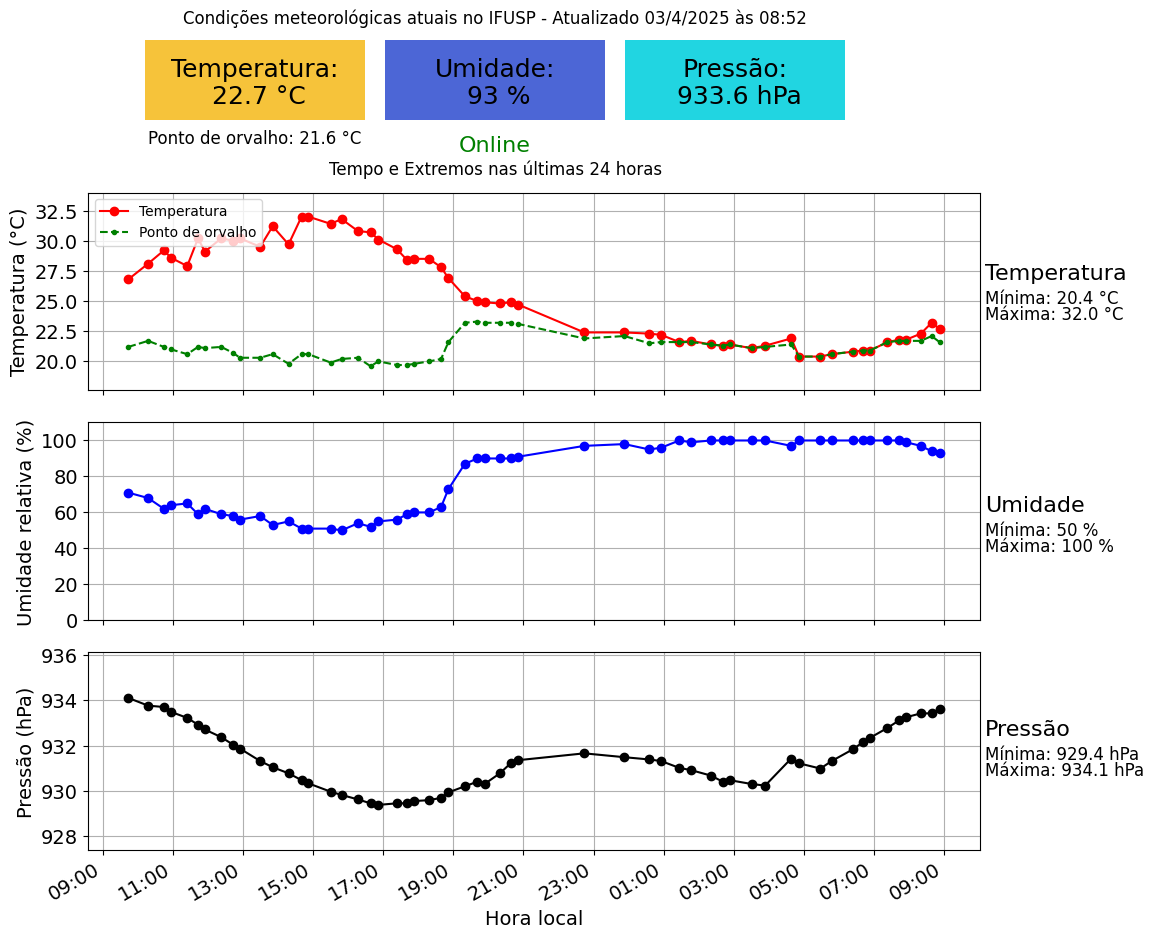 Condições meteorológicas atuais no IFUSP - Atualizado 03/4/2025 às 08:52
Temperatura:
22.7 °C
Umidade:
93 %
Pressão:
933.6 hPa
Ponto de orvalho: 21.6 °C
Online
Tempo e Extremos nas últimas 24 horas
Temperatura (°C)
32.5
30.0
27.5
25.0
22.5
20.0
Temperatura
Ponto de orvalho
Temperatura
Mínima: 20.4 °C
Máxima: 32.0 °C
Umidade relativa (%)
100
80
60
40
20
0
Umidade
Mínima: 50 %
Máxima: 100 %
Pressão (hPa)
936
934
932
930
928
Pressão
Mínima: 929.4 hPa
Máxima: 934.1 hPa
09:00
11:00
13:00
15:00
17:00
19:00
21:00
23:00
01:00
03:00
05:00
07:00
09:00
Hora local